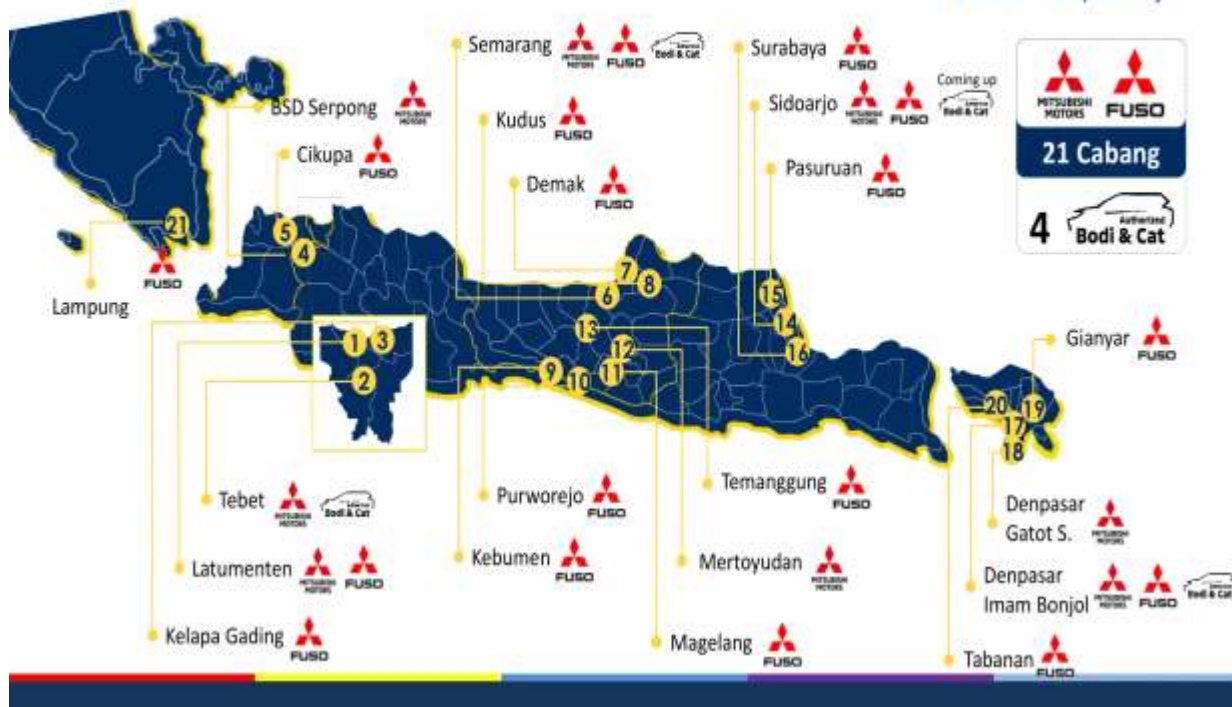 Semarang MITSUBISHI MOTORS FUSO Authorized Bodi & Cat
Surabaya FUSO
MITSUBISHI MOTORS FUSO
21 Cabang
4 Authorized Bodi & Cat
BSD Serpong MITSUBISHI MOTORS
Kudus FUSO
Coming up
Sidoarjo MITSUBISHI MOTORS FUSO Bodi & Cat
Cikupa FUSO
Demak FUSO
Pasuruan FUSO
21
5
4
7
8
6
15
14
16
Lampung FUSO
13
12
11
9
10
1
3
2
Gianyar FUSO
20
19
17
18
Tebet MITSUBISHI MOTORS Bodi & Cat
Purworejo FUSO
Temanggung FUSO
Denpasar
Gatot S. MITSUBISHI MOTORS
Latumenten MITSUBISHI MOTORS FUSO
Kebumen FUSO
Mertoyudan MITSUBISHI MOTORS
Denpasar
Imam Bonjol MITSUBISHI MOTORS FUSO Bodi & Cat
Kelapa Gading FUSO
Magelang FUSO
Tabanan FUSO